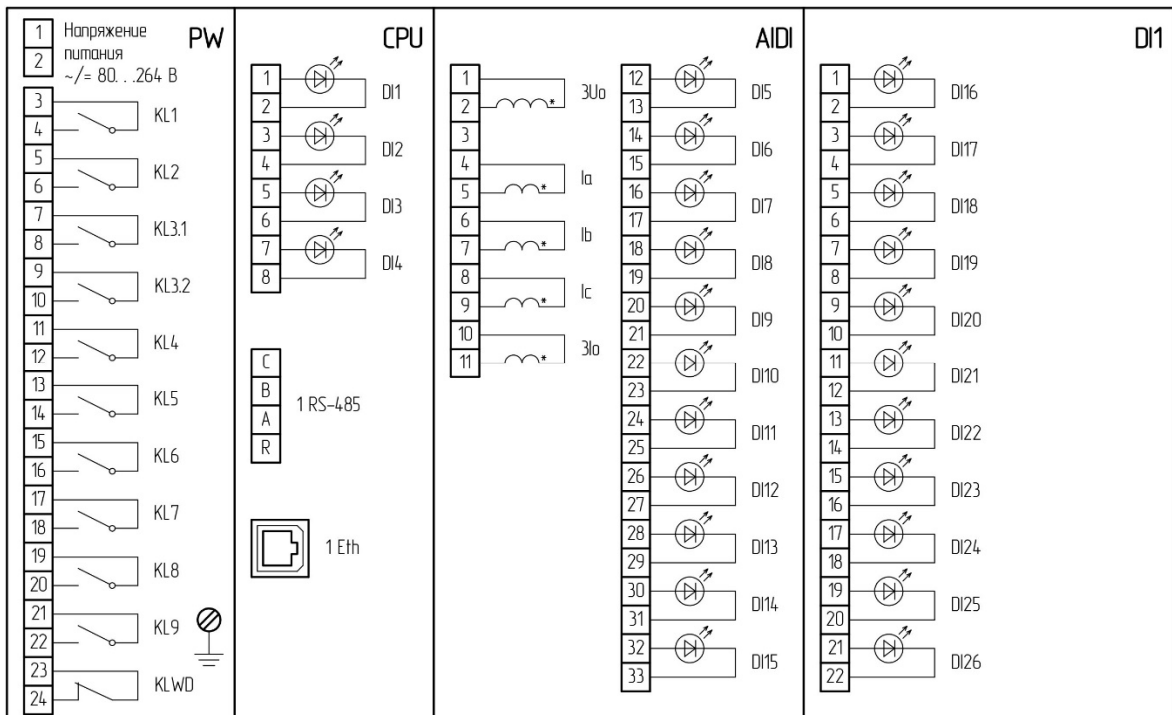 PW
1 Напряжение
2 питания
~/= 80. . .264 В
3
4 KL1
5
6 KL2
7
8 KL3.1
9
10 KL3.2
11
12 KL4
13
14 KL5
15
16 KL6
17
18 KL7
19
20 KL8
21
22 KL9
23
24 KLWD
CPU
1
2 DI1
3
4 DI2
5
6 DI3
7
8 DI4
C
B
A
R
1 RS-485
1 Eth
AIDI
1
2 * 3Uo
3
4
5 * Ia
6
7 * Ib
8
9 * Ic
10
11 * 3Io
12
13 DI5
14
15 DI6
16
17 DI7
18
19 DI8
20
21 DI9
22
23 DI10
24
25 DI11
26
27 DI12
28
29 DI13
30
31 DI14
32
33 DI15
DI1
1
2 DI16
3
4 DI17
5
6 DI18
7
8 DI19
9
10 DI20
11
12 DI21
13
14 DI22
15
16 DI23
17
18 DI24
19
20 DI25
21
22 DI26